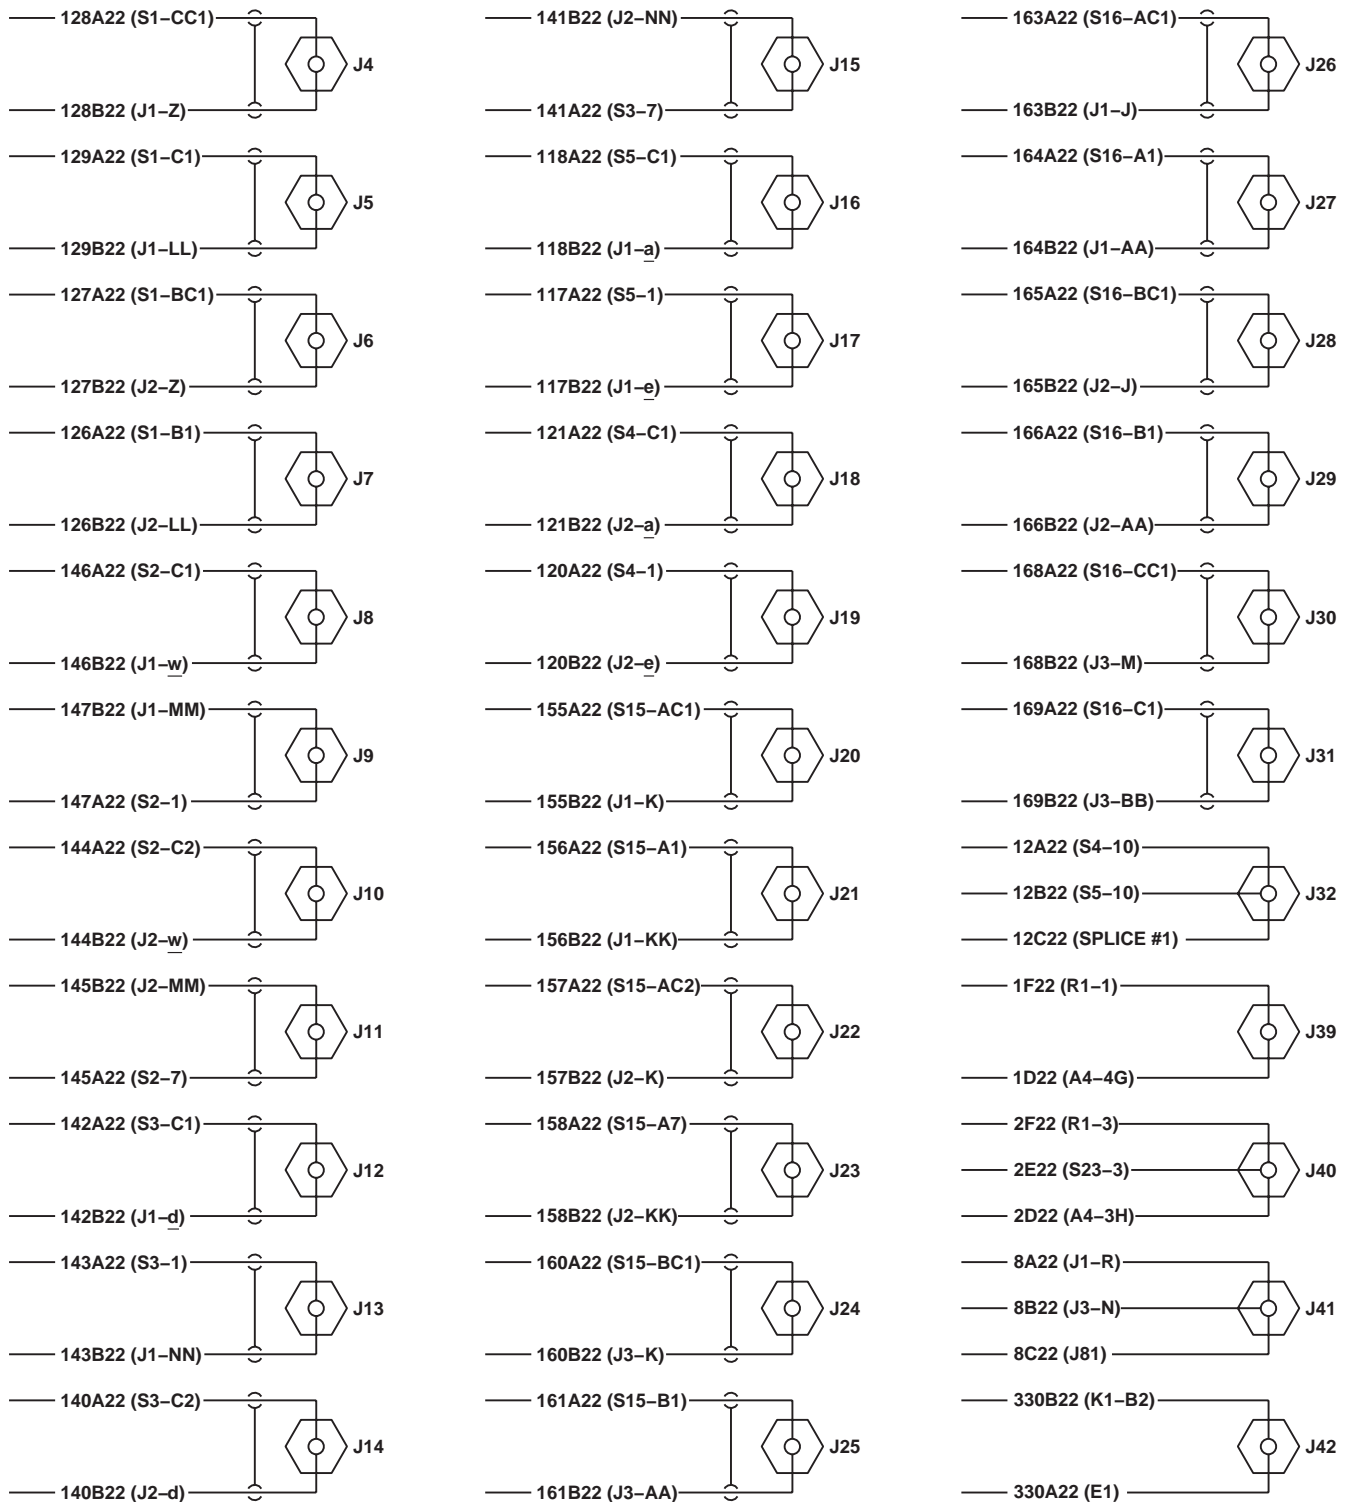 128A22 (S1–CC1)
J4
128B22 (J1–Z)
129A22 (S1–C1)
J5
129B22 (J1–LL)
127A22 (S1–BC1)
J6
127B22 (J2–Z)
126A22 (S1–B1)
J7
126B22 (J2–LL)
146A22 (S2–C1)
J8
146B22 (J1–w)
147B22 (J1–MM)
J9
147A22 (S2–1)
144A22 (S2–C2)
J10
144B22 (J2–w)
145B22 (J2–MM)
J11
145A22 (S2–7)
142A22 (S3–C1)
J12
142B22 (J1–d)
143A22 (S3–1)
J13
143B22 (J1–NN)
140A22 (S3–C2)
J14
140B22 (J2–d)
141B22 (J2–NN)
J15
141A22 (S3–7)
118A22 (S5–C1)
J16
118B22 (J1–a)
117A22 (S5–1)
J17
117B22 (J1–e)
121A22 (S4–C1)
J18
121B22 (J2–a)
120A22 (S4–1)
J19
120B22 (J2–e)
155A22 (S15–AC1)
J20
155B22 (J1–K)
156A22 (S15–A1)
J21
156B22 (J1–KK)
157A22 (S15–AC2)
J22
157B22 (J2–K)
158A22 (S15–A7)
J23
158B22 (J2–KK)
160A22 (S15–BC1)
J24
160B22 (J3–K)
161A22 (S15–B1)
J25
161B22 (J3–AA)
163A22 (S16–AC1)
J26
163B22 (J1–J)
164A22 (S16–A1)
J27
164B22 (J1–AA)
165A22 (S16–BC1)
J28
165B22 (J2–J)
166A22 (S16–B1)
J29
166B22 (J2–AA)
168A22 (S16–CC1)
J30
168B22 (J3–M)
169A22 (S16–C1)
J31
169B22 (J3–BB)
12A22 (S4–10)
12B22 (S5–10)
J32
12C22 (SPLICE #1)
1F22 (R1–1)
J39
1D22 (A4–4G)
2F22 (R1–3)
2E22 (S23–3)
J40
2D22 (A4–3H)
8A22 (J1–R)
8B22 (J3–N)
J41
8C22 (J81)
330B22 (K1–B2)
J42
330A22 (E1)